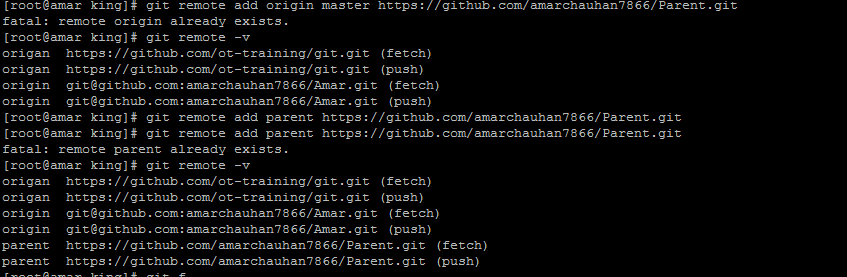 [root@amar king]# git remote add origin master https://github.com/amarchauhan7866/Parent.git
fatal: remote origin already exists.
[root@amar king]# git remote -v
origan  https://github.com/ot-training/git.git (fetch)
origan  https://github.com/ot-training/git.git (push)
origin  git@github.com:amarchauhan7866/Amar.git (fetch)
origin  git@github.com:amarchauhan7866/Amar.git (push)
[root@amar king]# git remote add parent https://github.com/amarchauhan7866/Parent.git
[root@amar king]# git remote add parent https://github.com/amarchauhan7866/Parent.git
fatal: remote parent already exists.
[root@amar king]# git remote -v
origan  https://github.com/ot-training/git.git (fetch)
origan  https://github.com/ot-training/git.git (push)
origin  git@github.com:amarchauhan7866/Amar.git (fetch)
origin  git@github.com:amarchauhan7866/Amar.git (push)
parent  https://github.com/amarchauhan7866/Parent.git (fetch)
parent  https://github.com/amarchauhan7866/Parent.git (push)
[root@amar king]# git f